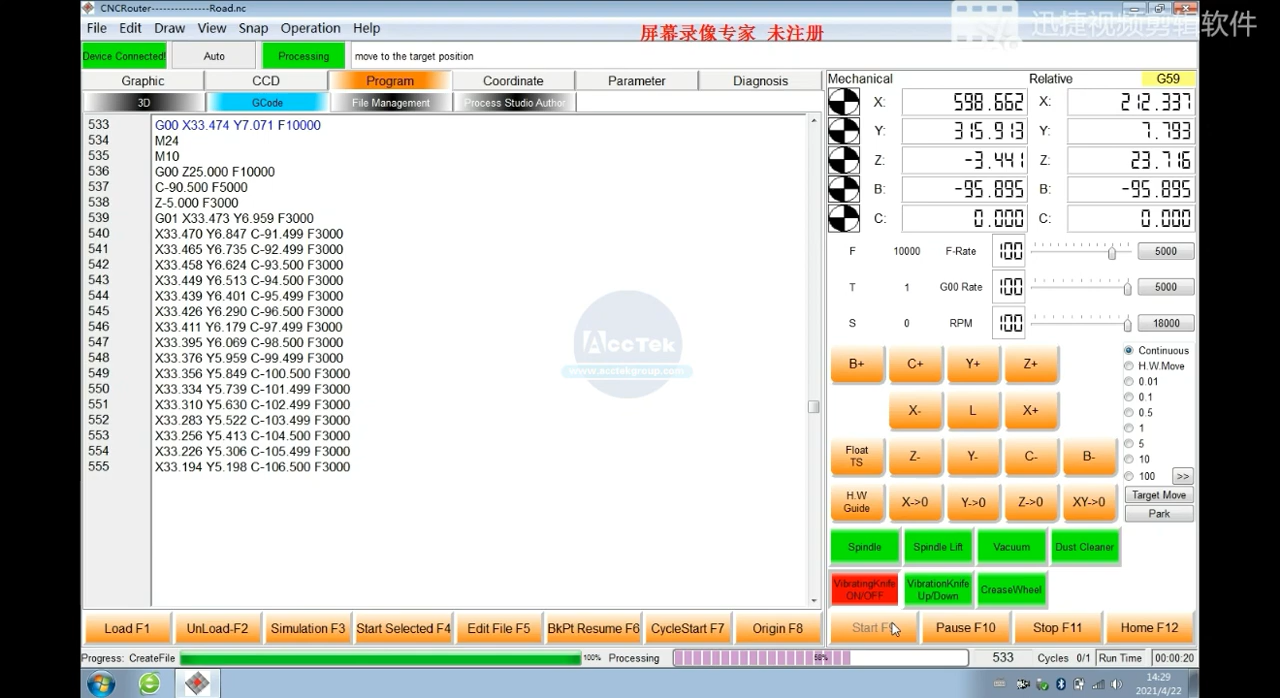 CNCRouter---------------Road.nc
File Edit Draw View Snap Operation Help
屏幕录像专家 未注册
迅捷视频剪辑软件
Device Connected! Auto Processing move to the target position
Graphic CCD Program Coordinate Parameter Diagnosis
3D GCode File Management Process Studio Author
533 G00 X33.474 Y7.071 F10000
534 M24
535 M10
536 G00 Z25.000 F10000
537 C-90.500 F5000
538 Z-5.000 F3000
539 G01 X33.473 Y6.959 F3000
540 X33.470 Y6.847 C-91.499 F3000
541 X33.465 Y6.735 C-92.499 F3000
542 X33.458 Y6.624 C-93.500 F3000
543 X33.449 Y6.513 C-94.500 F3000
544 X33.439 Y6.401 C-95.499 F3000
545 X33.426 Y6.290 C-96.500 F3000
546 X33.411 Y6.179 C-97.499 F3000
547 X33.395 Y6.069 C-98.500 F3000
548 X33.376 Y5.959 C-99.499 F3000
549 X33.356 Y5.849 C-100.500 F3000
550 X33.334 Y5.739 C-101.499 F3000
551 X33.310 Y5.630 C-102.499 F3000
552 X33.283 Y5.522 C-103.499 F3000
553 X33.256 Y5.413 C-104.500 F3000
554 X33.226 Y5.306 C-105.499 F3000
555 X33.194 Y5.198 C-106.500 F3000
AccTek
www.acctekgroup.com
Mechanical Relative G59
X: 598.662 X: 212.337
Y: 315.913 Y: 7.793
Z: -3.441 Z: 23.716
B: -95.895 B: -95.895
C: 0.000 C: 0.000
F 10000 F-Rate 100 5000
T 1 G00 Rate 100 5000
S 0 RPM 100 18000
B+ C+ Y+ Z+
X- L X+
Float TS Z- Y- C- B-
H.W Guide X->0 Y->0 Z->0 XY->0
Continuous
H.W.Move
0.01
0.1
0.5
1
5
10
100 >>
Target Move
Park
Spindle Spindle Lift Vacuum Dust Cleaner
VibratingKnife ON/OFF VibrationKnife Up/Down CreaseWheel
Load F1 UnLoad-F2 Simulation F3 Start Selected F4 Edit File F5 BkPt Resume F6 CycleStart F7 Origin F8 Start Pause F10 Stop F11 Home F12
Progress: CreateFile 100% Processing 58% 533 Cycles 0/1 Run Time 00:00:20
14:29
2021/4/22